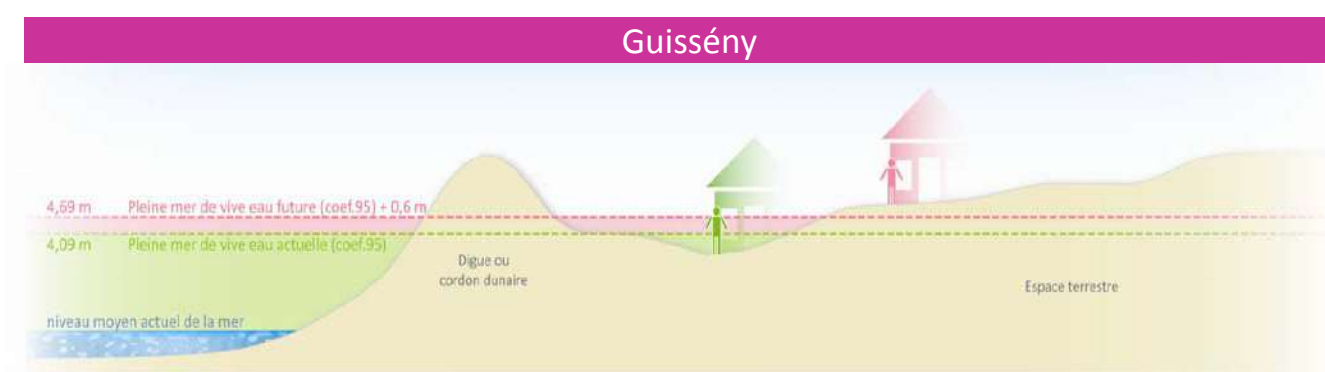 Guissény
4,69 m Pleine mer de vive eau future (coef.95) + 0,6 m
4,09 m Pleine mer de vive eau actuelle (coef.95)
Digue ou
cordon dunaire
Espace terrestre
niveau moyen actuel de la mer